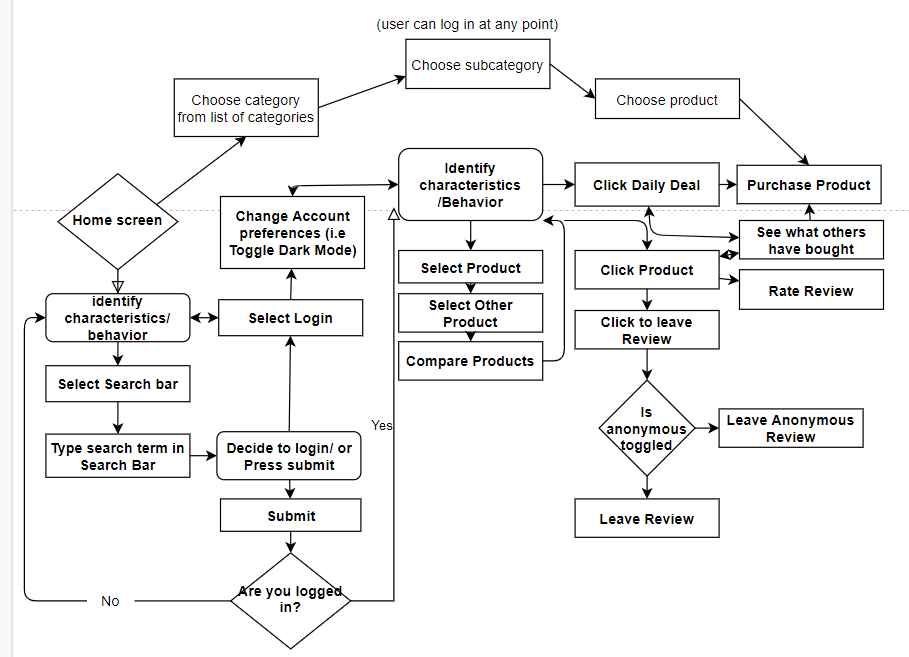 (user can log in at any point)
Choose subcategory
Choose category
from list of categories
Choose product
Identify
characteristics
/Behavior
Click Daily Deal
Purchase Product
Home screen
Change Account
preferences (i.e
Toggle Dark Mode)
See what others
have bought
Select Product
Click Product
Rate Review
identify
characteristics/
behavior
Select Login
Select Other
Product
Click to leave
Review
Compare Products
Select Search bar
Is
anonymous
toggled
Leave Anonymous
Review
Yes
Type search term in
Search Bar
Decide to login/ or
Press submit
Submit
Leave Review
Are you logged
in?
No